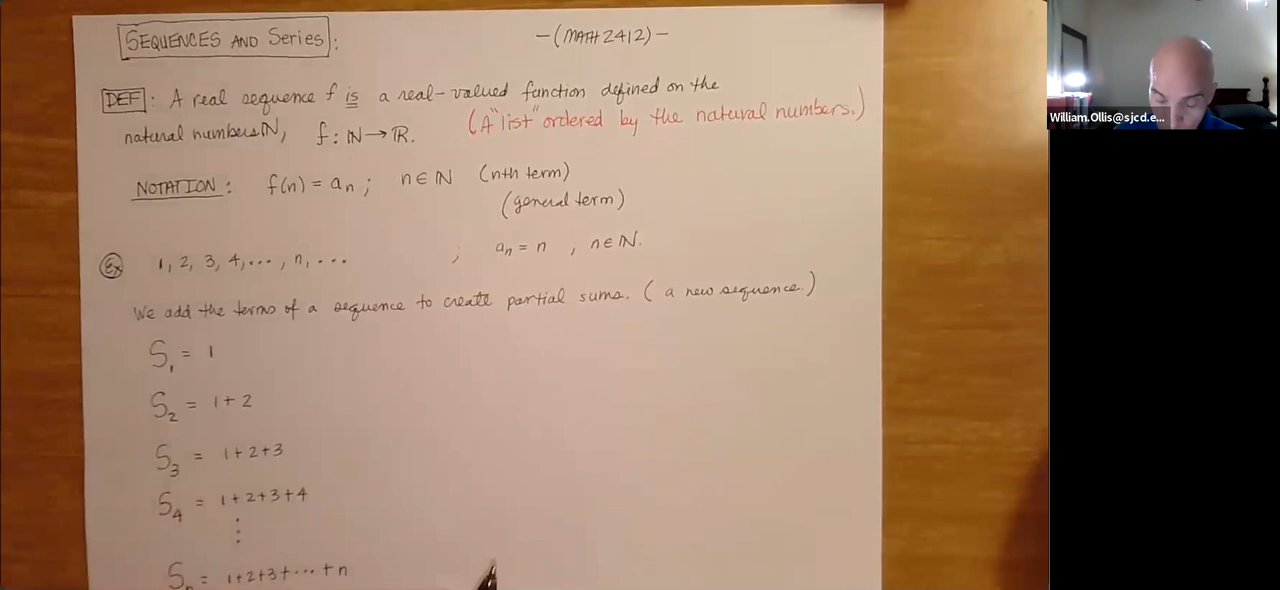 SEQUENCES AND Series:
-(MATH 2412)-
DEF: A real sequence f is a real-valued function defined on the
natural numbers ℕ, f: ℕ→ℝ.
(A "list" ordered by the natural numbers.)
NOTATION: f(n) = aₙ ; n∈ℕ (nth term)
(general term)
Ex 1, 2, 3, 4, ··· , n, ··· ; aₙ = n , n∈ℕ.
We add the terms of a sequence to create partial sums. (a new sequence.)
S₁ = 1
S₂ = 1+2
S₃ = 1+2+3
S₄ = 1+2+3+4
⋮
Sₙ = 1+2+3+···+n
William.Ollis@sjcd.e...